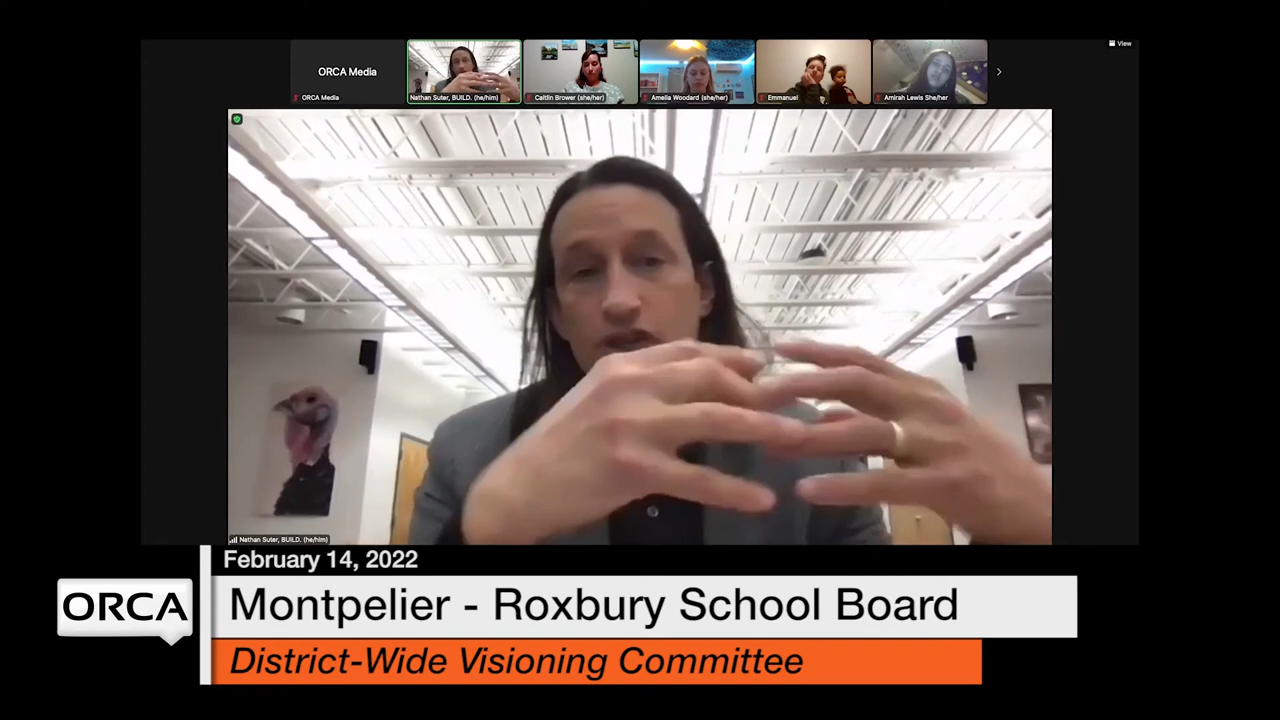 View
ORCA Media
ORCA Media
Nathan Suter, BUILD. (he/him)
Caitlin Brower (she/her)
Amelia Woodard (she/her)
Emmanuel
Amirah Lewis She/her
Nathan Suter, BUILD. (he/him)
February 14, 2022
ORCA
Montpelier - Roxbury School Board
District-Wide Visioning Committee